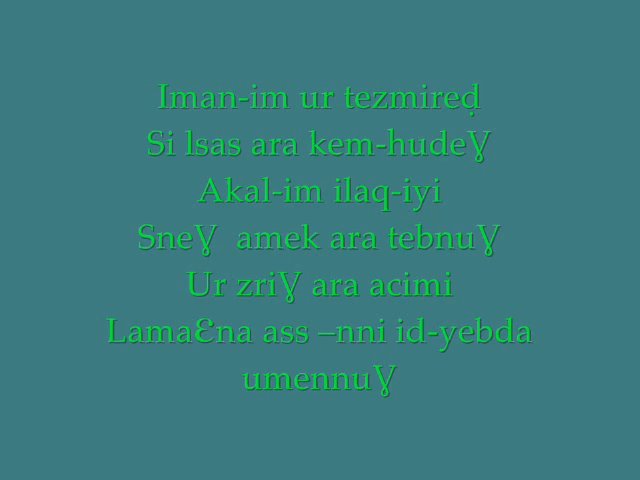 Iman-im ur tezmireḍ
Si lsas ara kem-hudeƔ
Akal-im ilaq-iyi
SneƔ  amek ara tebnuƔ
Ur zriƔ ara acimi
LamaƐna ass –nni id-yebda
umennuƔ